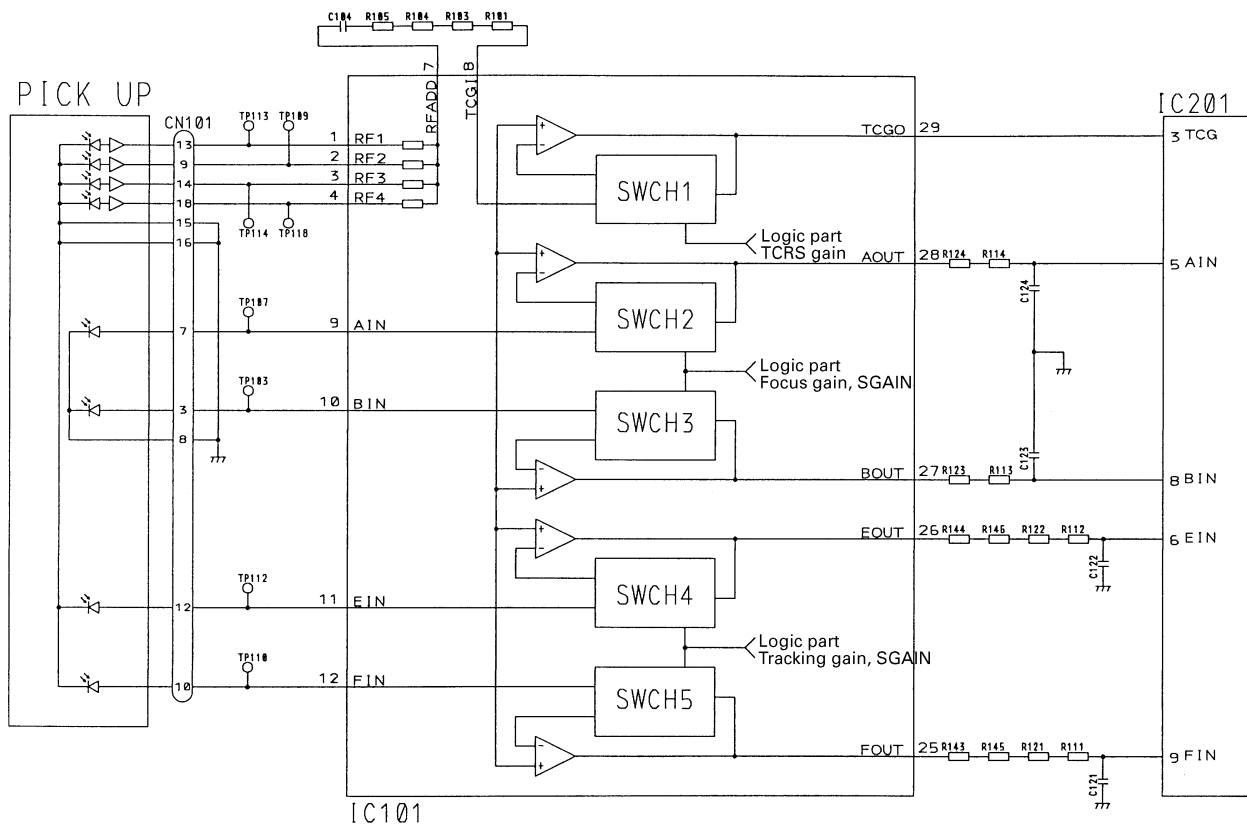 C104 R105 R104 R103 R101
7 8
RFADD TCGI
PICK UP
CN101
IC201
TP113 TP109
13 1 RF1
9 2 RF2
14 3 RF3
18 4 RF4
15
TP114 TP118
16
TCGO 29 3 TCG
SWCH1
Logic part
TCRS gain
AOUT 28 R124 R114 5 AIN
C124
SWCH2
TP107
7 9 AIN
Logic part
Focus gain, SGAIN
TP103
3 10 BIN
SWCH3
8
C123
BOUT 27 R123 R113 8 BIN
EOUT 26 R144 R146 R122 R112 6 EIN
C122
SWCH4
TP112
12 11 EIN
Logic part
Tracking gain, SGAIN
TP110
10 12 FIN
SWCH5
FOUT 25 R143 R145 R121 R111 9 FIN
C121
IC101